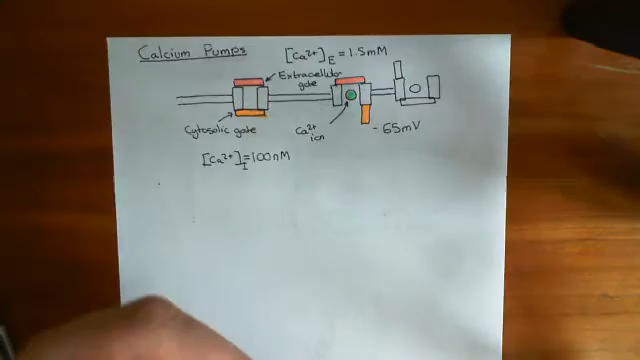 Calcium Pumps
[Ca²⁺]E = 1.5mM
Extracellular gate
Cytosolic gate
Ca²⁺ ion
- 65mV
[Ca²⁺]I = 100nM